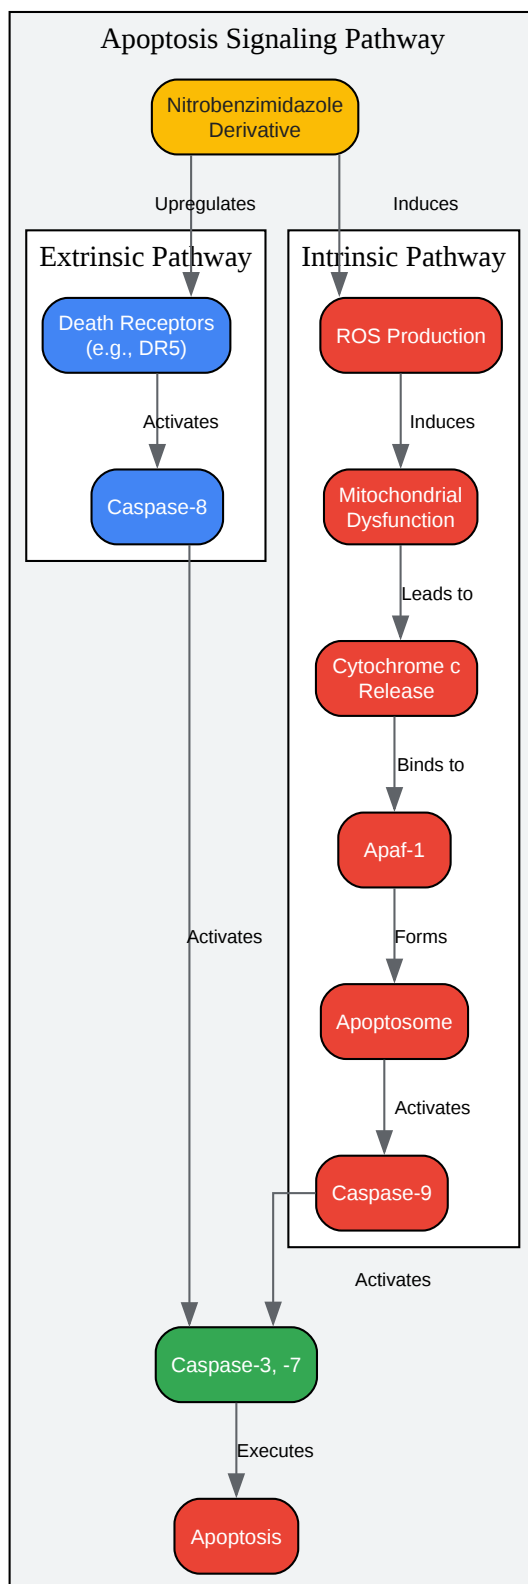 Apoptosis Signaling Pathway
Nitrobenzimidazole
Derivative
Upregulates
Induces
Extrinsic Pathway
Intrinsic Pathway
Death Receptors
(e.g., DR5)
ROS Production
Activates
Induces
Caspase-8
Mitochondrial
Dysfunction
Leads to
Cytochrome c
Release
Binds to
Apaf-1
Activates
Forms
Apoptosome
Activates
Caspase-9
Activates
Caspase-3, -7
Executes
Apoptosis